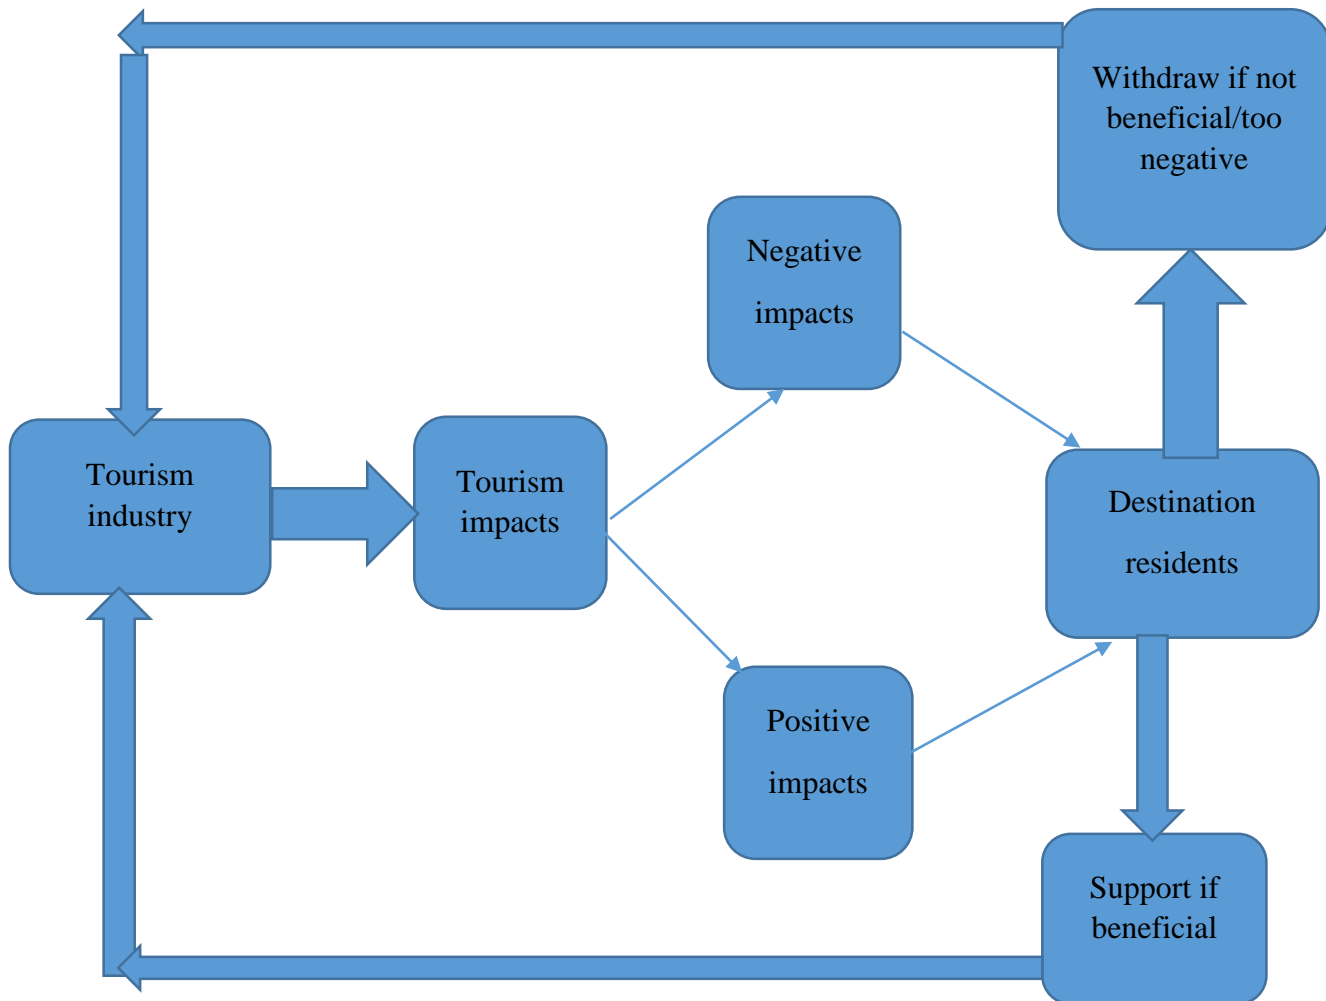 Withdraw if not
beneficial/too
negative
Negative
impacts
Tourism
industry
Tourism
impacts
Destination
residents
Positive
impacts
Support if
beneficial